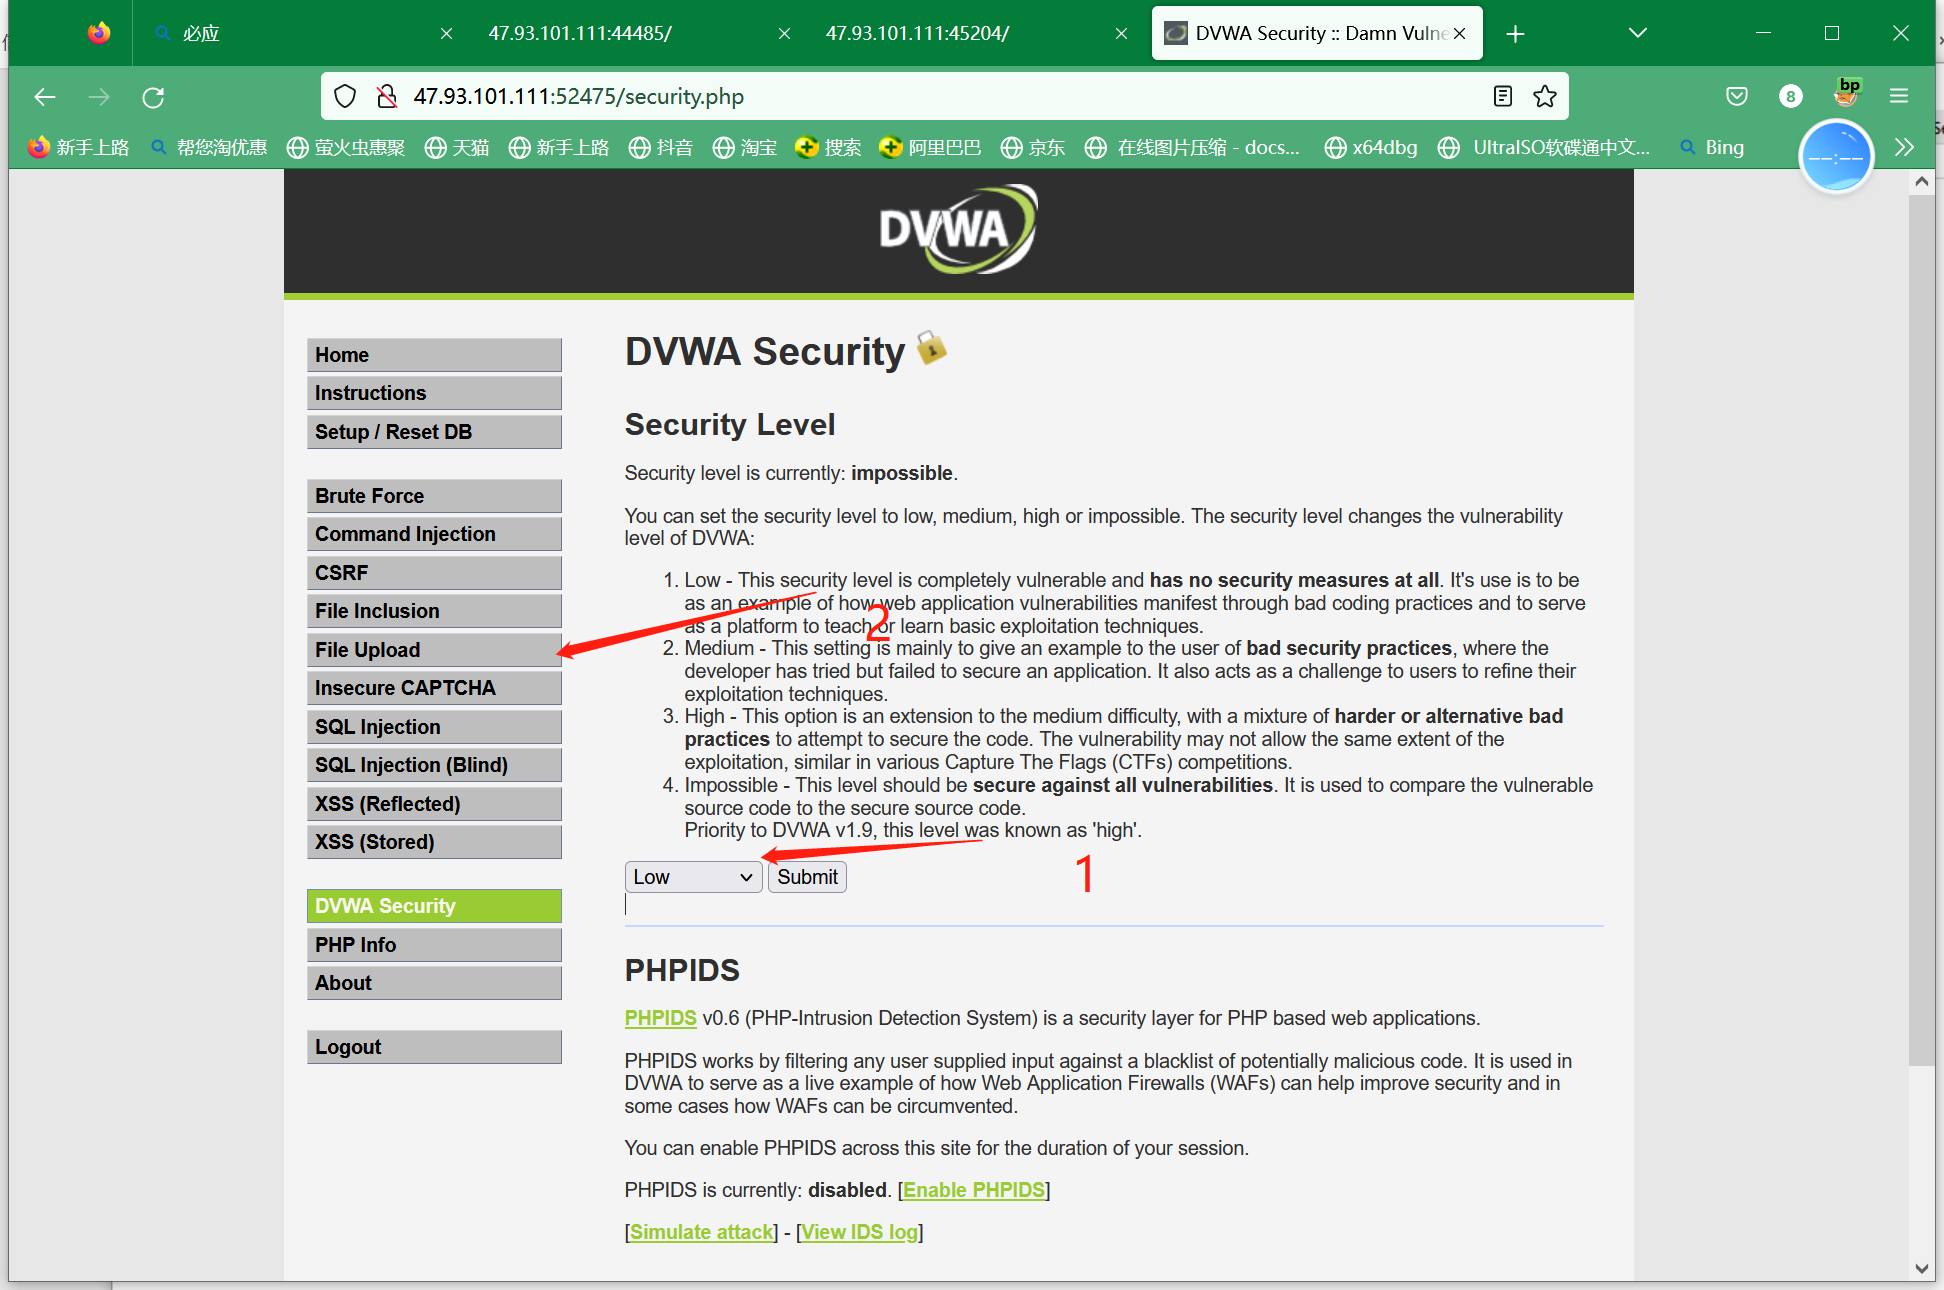 必应
47.93.101.111:44485/
47.93.101.111:45204/
DVWA Security :: Damn Vulne
47.93.101.111:52475/security.php
8
bp
新手上路
帮您淘优惠
萤火虫惠聚
天猫
新手上路
抖音
淘宝
搜索
阿里巴巴
京东
在线图片压缩 - docs...
x64dbg
UltraISO软碟通中文...
Bing
--:--
DVWA
Home
Instructions
Setup / Reset DB
Brute Force
Command Injection
CSRF
File Inclusion
File Upload
Insecure CAPTCHA
SQL Injection
SQL Injection (Blind)
XSS (Reflected)
XSS (Stored)
DVWA Security
PHP Info
About
Logout
DVWA Security
Security Level
Security level is currently: impossible.
You can set the security level to low, medium, high or impossible. The security level changes the vulnerability
level of DVWA:
1. Low - This security level is completely vulnerable and has no security measures at all. It's use is to be
as an example of how web application vulnerabilities manifest through bad coding practices and to serve
as a platform to teach or learn basic exploitation techniques.
2. Medium - This setting is mainly to give an example to the user of bad security practices, where the
developer has tried but failed to secure an application. It also acts as a challenge to users to refine their
exploitation techniques.
3. High - This option is an extension to the medium difficulty, with a mixture of harder or alternative bad
practices to attempt to secure the code. The vulnerability may not allow the same extent of the
exploitation, similar in various Capture The Flags (CTFs) competitions.
4. Impossible - This level should be secure against all vulnerabilities. It is used to compare the vulnerable
source code to the secure source code.
Priority to DVWA v1.9, this level was known as 'high'.
2
1
Low
Submit
PHPIDS
PHPIDS v0.6 (PHP-Intrusion Detection System) is a security layer for PHP based web applications.
PHPIDS works by filtering any user supplied input against a blacklist of potentially malicious code. It is used in
DVWA to serve as a live example of how Web Application Firewalls (WAFs) can help improve security and in
some cases how WAFs can be circumvented.
You can enable PHPIDS across this site for the duration of your session.
PHPIDS is currently: disabled. [Enable PHPIDS]
[Simulate attack] - [View IDS log]